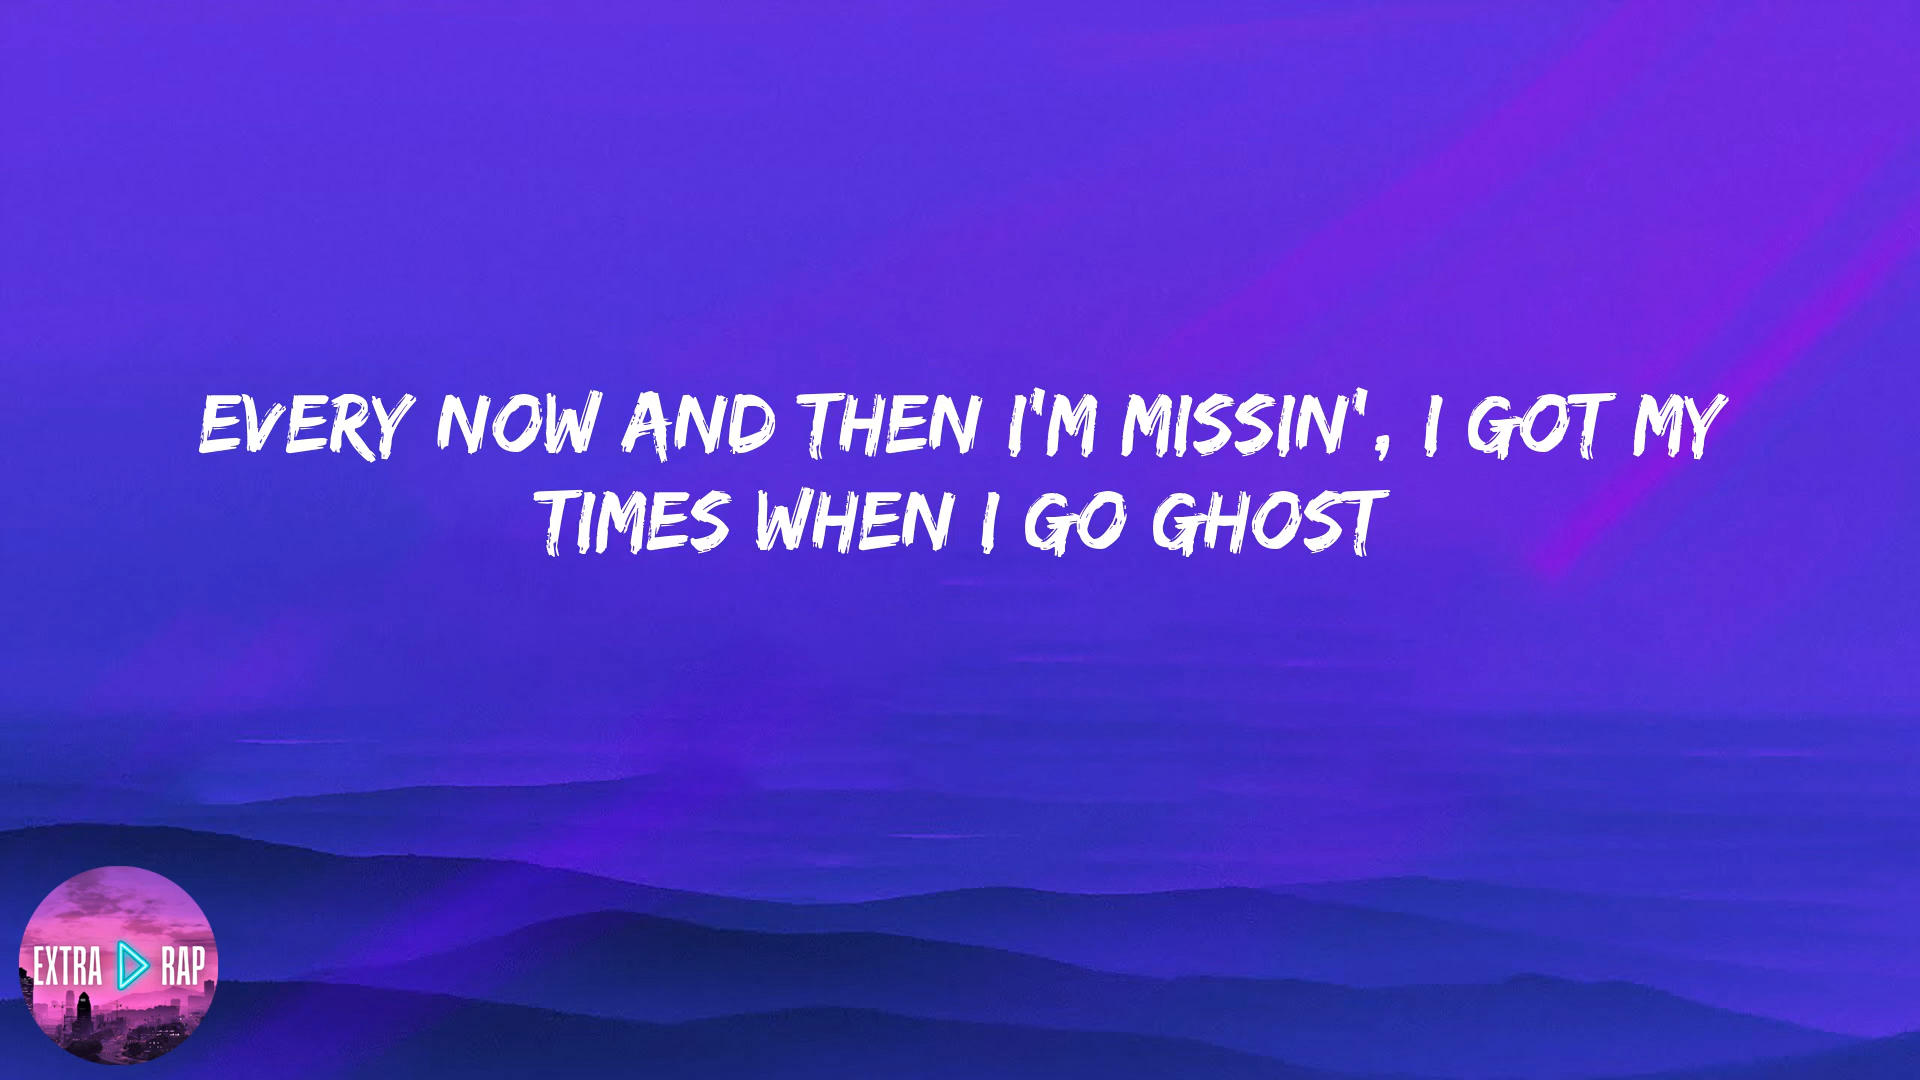 EVERY NOW AND THEN I'M MISSIN', I GOT MY
TIMES WHEN I GO GHOST
EXTRA RAP